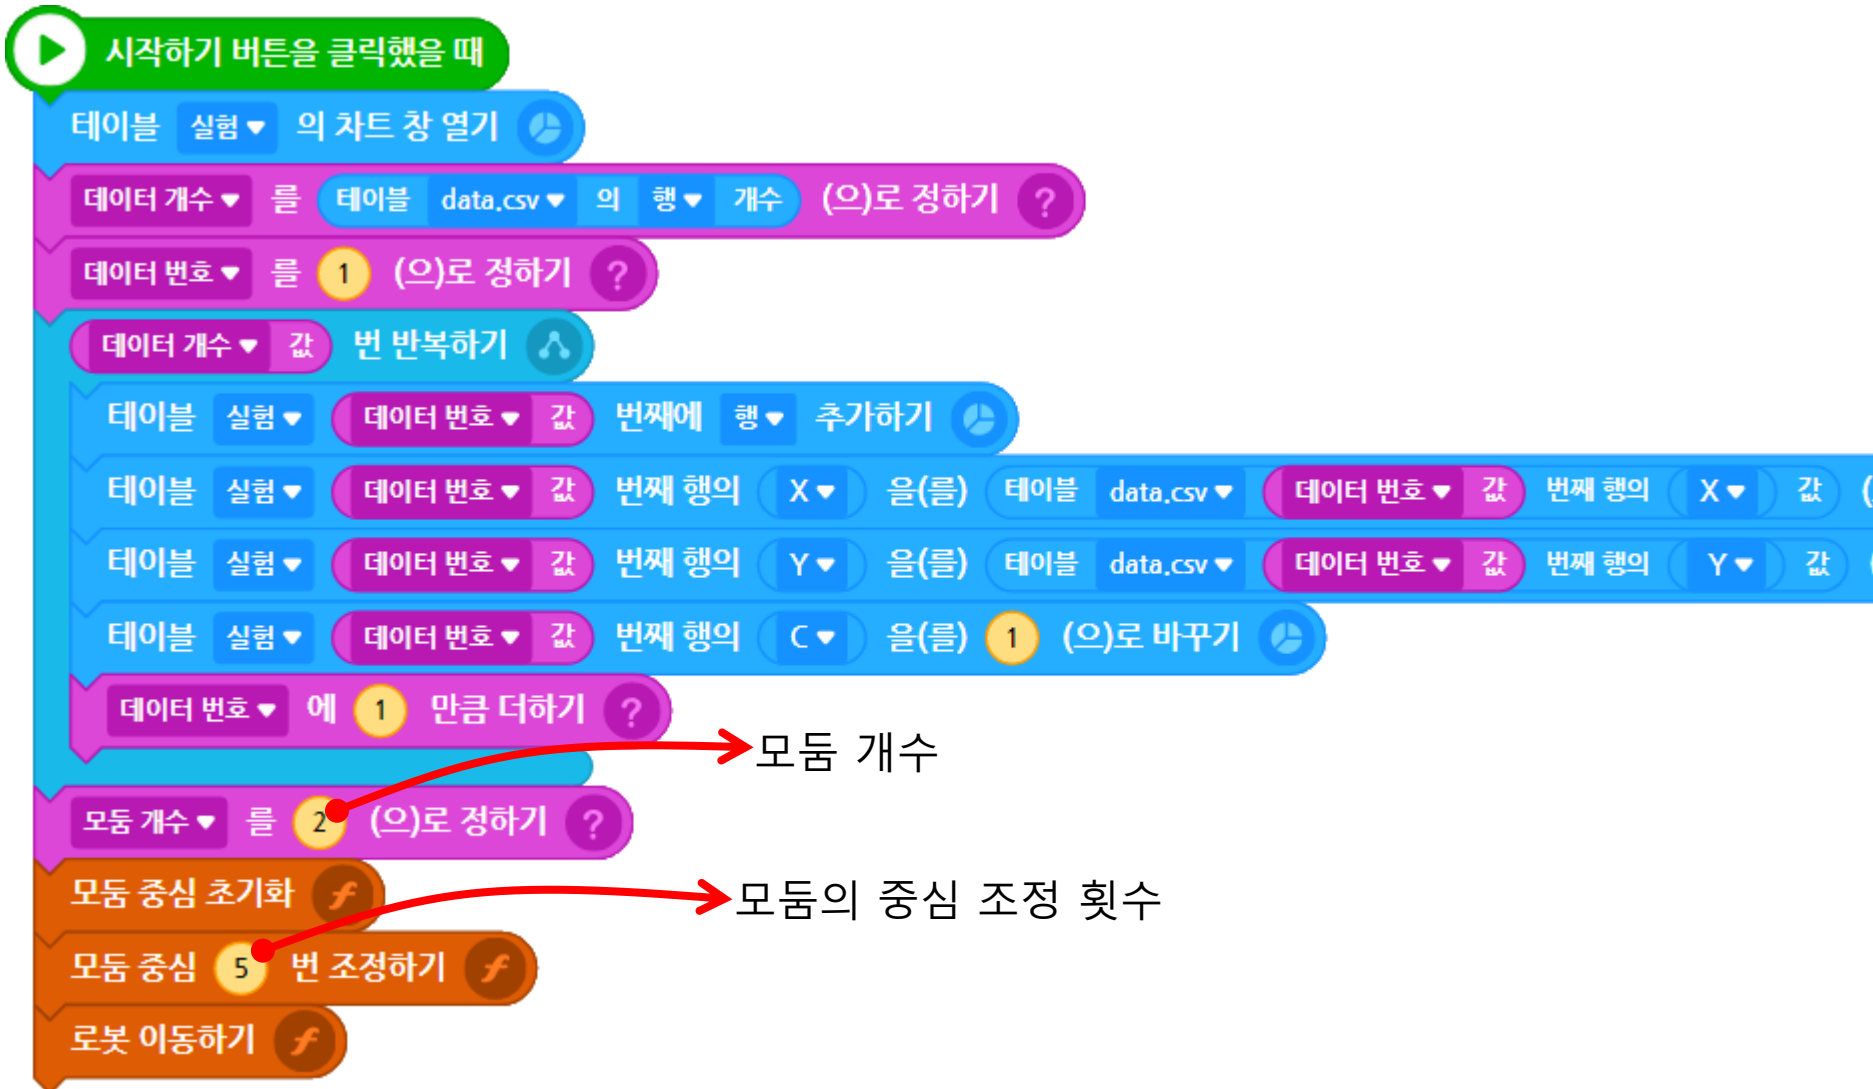 시작하기 버튼을 클릭했을 때
테이블 실험 의 차트 창 열기
데이터 개수 를 테이블 data.csv 의 행 개수 (으)로 정하기 ?
데이터 번호 를 1 (으)로 정하기 ?
데이터 개수 값 번 반복하기
테이블 실험 데이터 번호 값 번째에 행 추가하기
테이블 실험 데이터 번호 값 번째 행의 X 을(를) 테이블 data.csv 데이터 번호 값 번째 행의 X 값 (
테이블 실험 데이터 번호 값 번째 행의 Y 을(를) 테이블 data.csv 데이터 번호 값 번째 행의 Y 값
테이블 실험 데이터 번호 값 번째 행의 C 을(를) 1 (으)로 바꾸기
데이터 번호 에 1 만큼 더하기 ?
모둠 개수
모둠 개수 를 2 (으)로 정하기 ?
모둠 중심 초기화 f
모둠의 중심 조정 횟수
모둠 중심 5 번 조정하기 f
로봇 이동하기 f